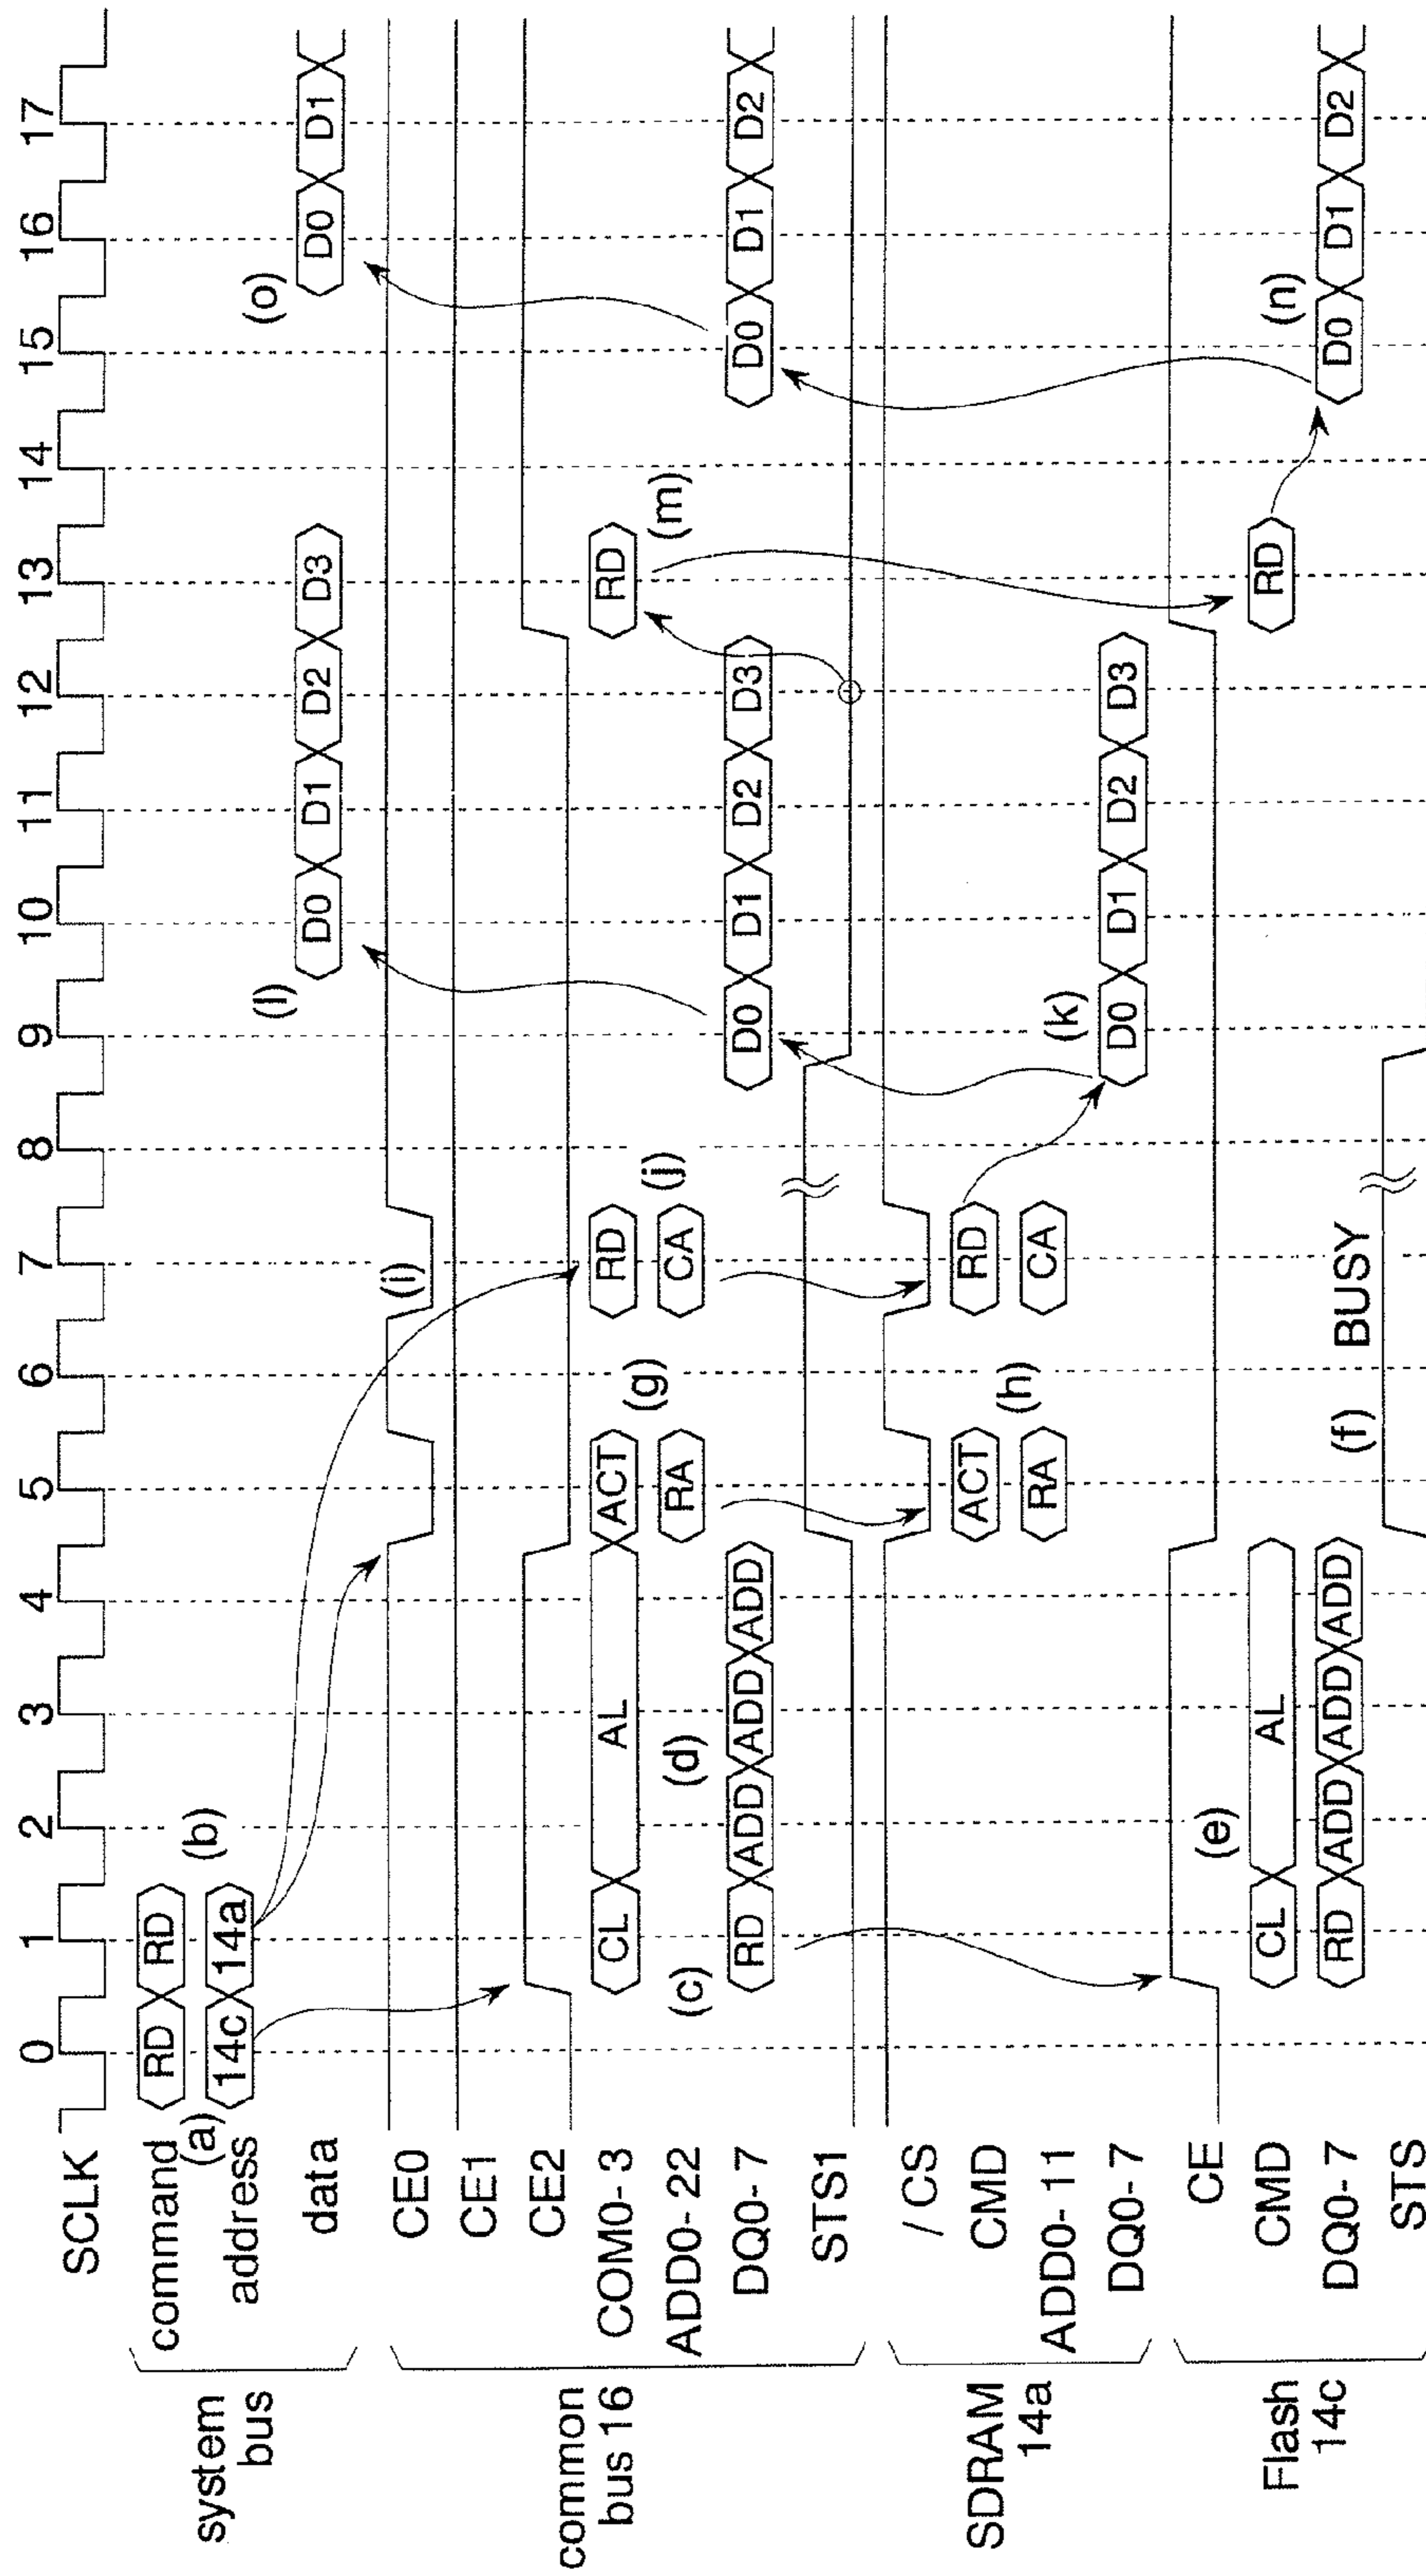 SCLK 0 1 2 3 4 5 6 7 8 9 10 11 12 13 14 15 16 17
system
bus
command RD RD
(a) (b)
address 14c 14a
(l) (o)
data D0 D1 D2 D3 D0 D1
common
bus 16
CE0 (i)
CE1
CE2
COM0-3 CL AL ACT RD RD
(g) (j) (m)
ADD0-22 RA CA
(c) (d)
DQ0-7 RD ADD ADD ADD D0 D1 D2 D3 D0 D1 D2
STS1
SDRAM
14a
/CS
CMD ACT RD
(h)
ADD0-11 RA CA
(k)
DQ0-7 D0 D1 D2 D3
Flash
14c
CE
(e)
CMD CL AL RD
(n)
DQ0-7 RD ADD ADD ADD D0 D1 D2
(f) BUSY
STS